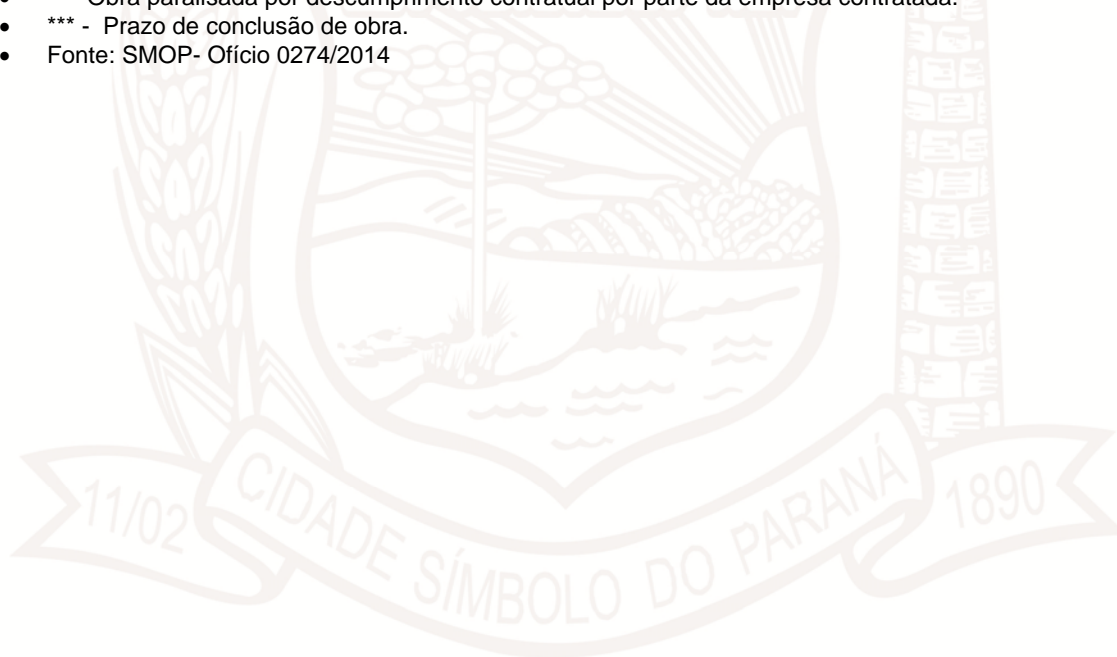 Obra paralisada por descumprimento contratual por parte da empresa contratada.
• *** - Prazo de conclusão de obra.
• Fonte: SMOP- Ofício 0274/2014
11/02 CIDADE SÍMBOLO DO PARANÁ 1890